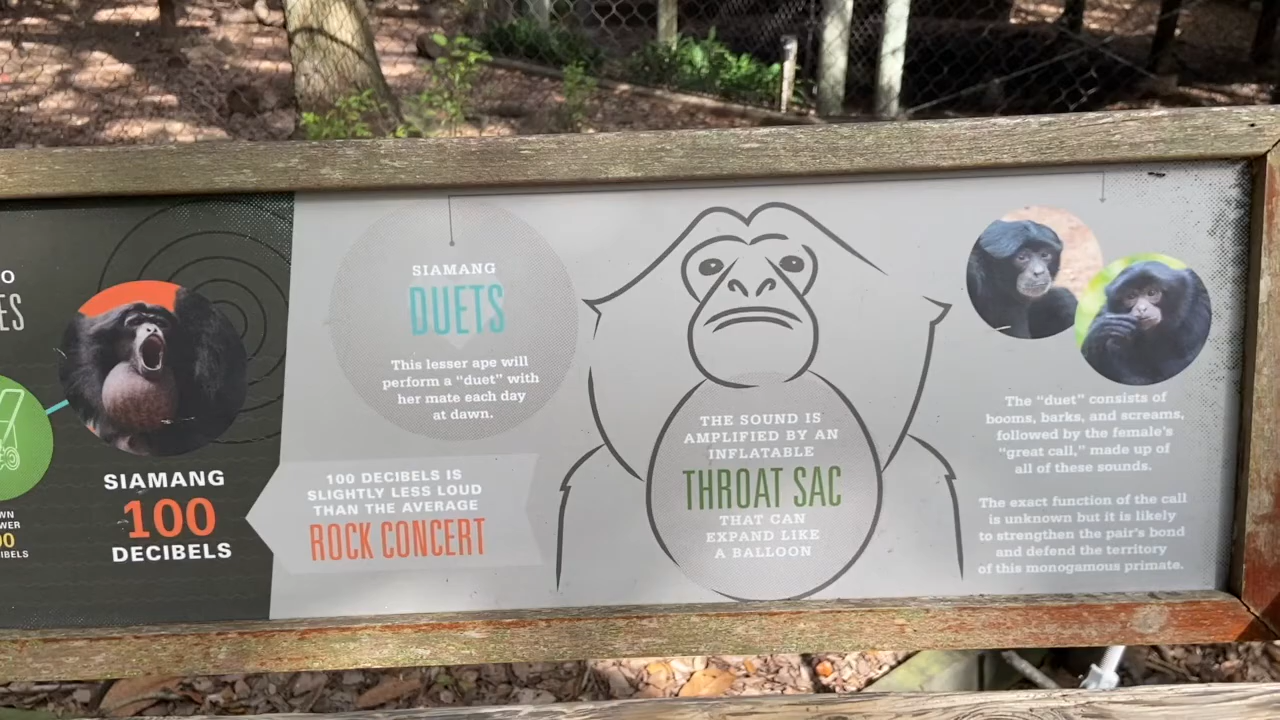 SIAMANG
100
DECIBELS
SIAMANG
DUETS
This lesser ape will
perform a “duet” with
her mate each day
at dawn.
100 DECIBELS IS
SLIGHTLY LESS LOUD
THAN THE AVERAGE
ROCK CONCERT
THE SOUND IS
AMPLIFIED BY AN
INFLATABLE
THROAT SAC
THAT CAN
EXPAND LIKE
A BALLOON
The “duet” consists of
booms, barks, and screams,
followed by the female’s
“great call,” made up of
all of these sounds.
The exact function of the call
is unknown but it is likely
to strengthen the pair’s bond
and defend the territory
of this monogamous primate.